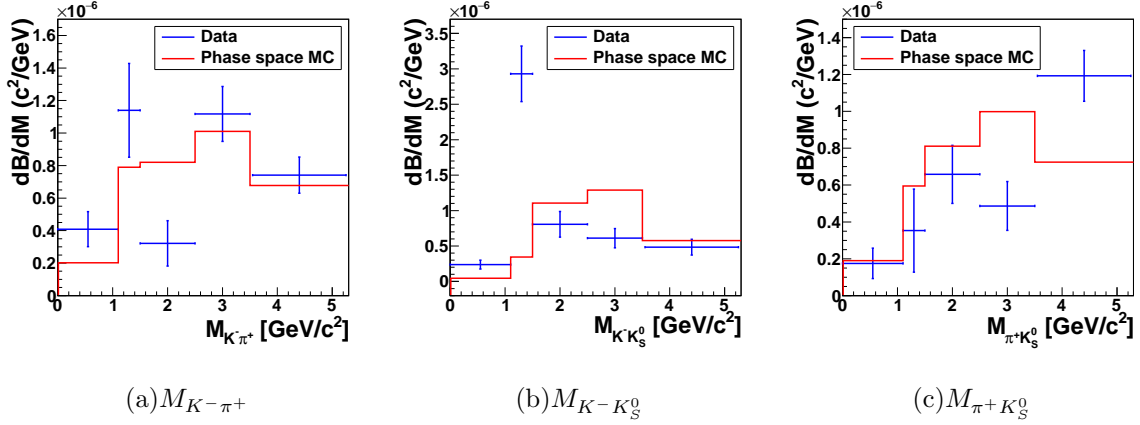 ×10⁻⁶
dB/dM (c²/GeV)
1.6
1.4
1.2
1
0.8
0.6
0.4
0.2
0
Data
Phase space MC
0 1 2 3 4 5
M_{K⁻π⁺} [GeV/c²]
(a)M_{K⁻π⁺}
×10⁻⁶
dB/dM (c²/GeV)
3.5
3
2.5
2
1.5
1
0.5
0
Data
Phase space MC
0 1 2 3 4 5
M_{K⁻K_S⁰} [GeV/c²]
(b)M_{K⁻K_S⁰}
×10⁻⁶
dB/dM (c²/GeV)
1.4
1.2
1
0.8
0.6
0.4
0.2
0
Data
Phase space MC
0 1 2 3 4 5
M_{π⁺K_S⁰} [GeV/c²]
(c)M_{π⁺K_S⁰}